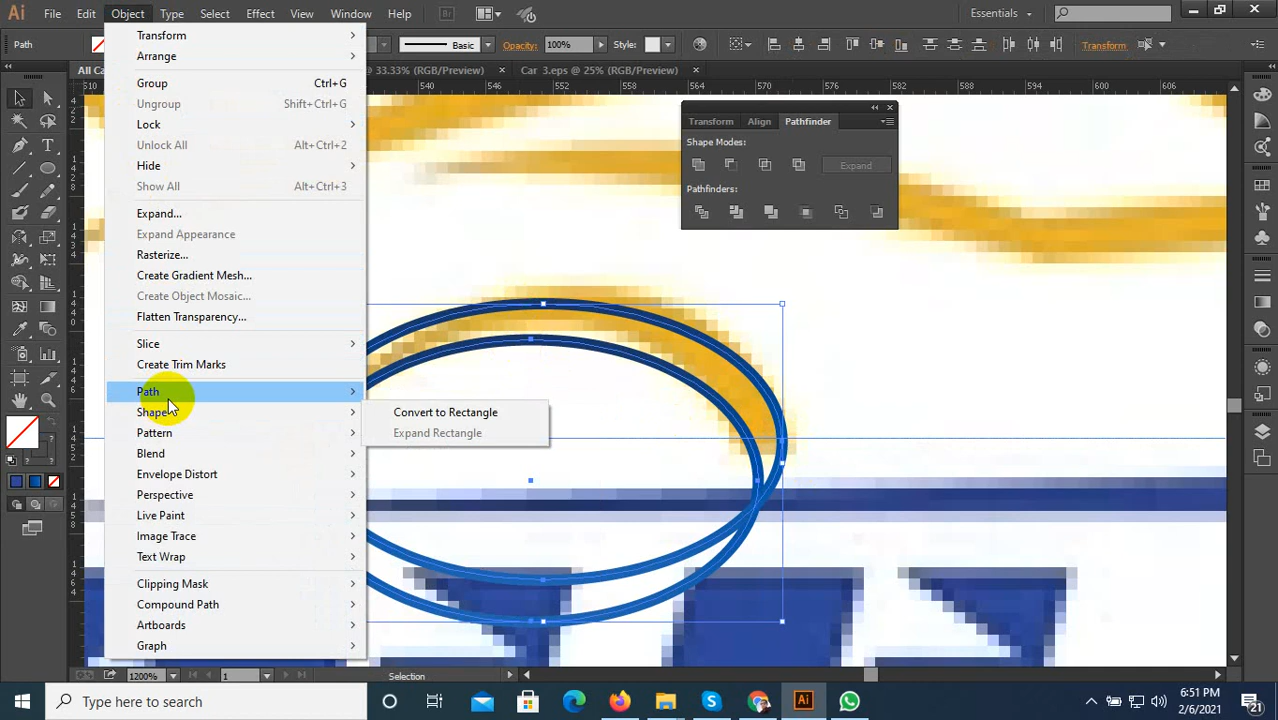 Ai File Edit Object Type Select Effect View Window Help Br Essentials
Path Basic Opacity: 100% Style: Transform
All Ca 33.33% (RGB/Preview) × Car 3.eps @ 25% (RGB/Preview) ×
510 540 546 552 558 564 570 576 582 588 594 600 606
Transform
Arrange
Group Ctrl+G
Ungroup Shift+Ctrl+G
Lock
Unlock All Alt+Ctrl+2
Hide
Show All Alt+Ctrl+3
Expand...
Expand Appearance
Rasterize...
Create Gradient Mesh...
Create Object Mosaic...
Flatten Transparency...
Slice
Create Trim Marks
Path
Shape
Pattern
Blend
Envelope Distort
Perspective
Live Paint
Image Trace
Text Wrap
Clipping Mask
Compound Path
Artboards
Graph
Convert to Rectangle
Expand Rectangle
Transform Align Pathfinder
Shape Modes:
Expand
Pathfinders:
1200% 1 Selection
Type here to search
Ai
6:51 PM
2/6/2021
21